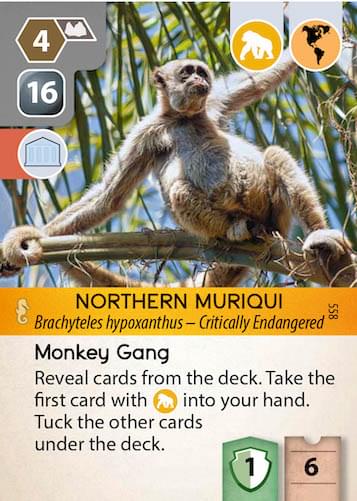 4
16
NORTHERN MURIQUI
Brachyteles hypoxanthus – Critically Endangered
558
Monkey Gang
Reveal cards from the deck. Take the
first card with into your hand.
Tuck the other cards
under the deck.
1
6